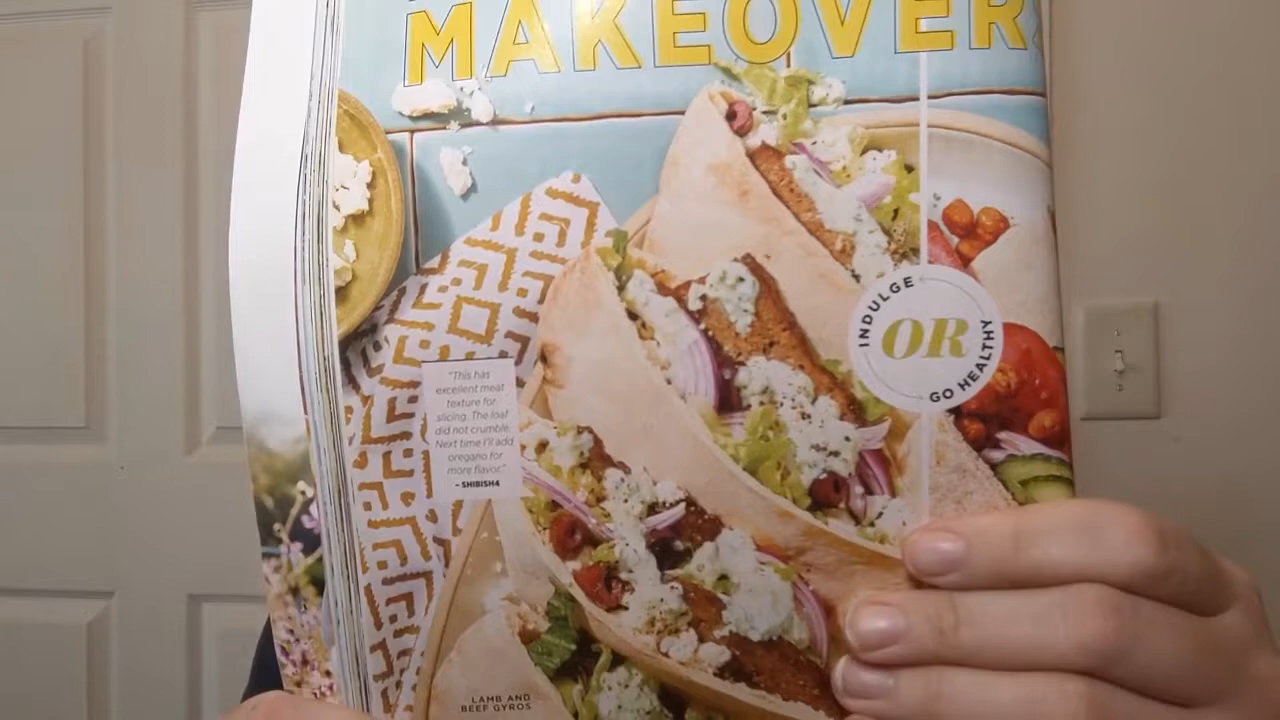 MAKEOVER
INDULGE
OR
GO HEALTHY
"This has
excellent meat
texture for
slicing. The loaf
did not crumble.
Next time I'll add
oregano for
more flavor."
– SHIBISH4
LAMB AND
BEEF GYROS